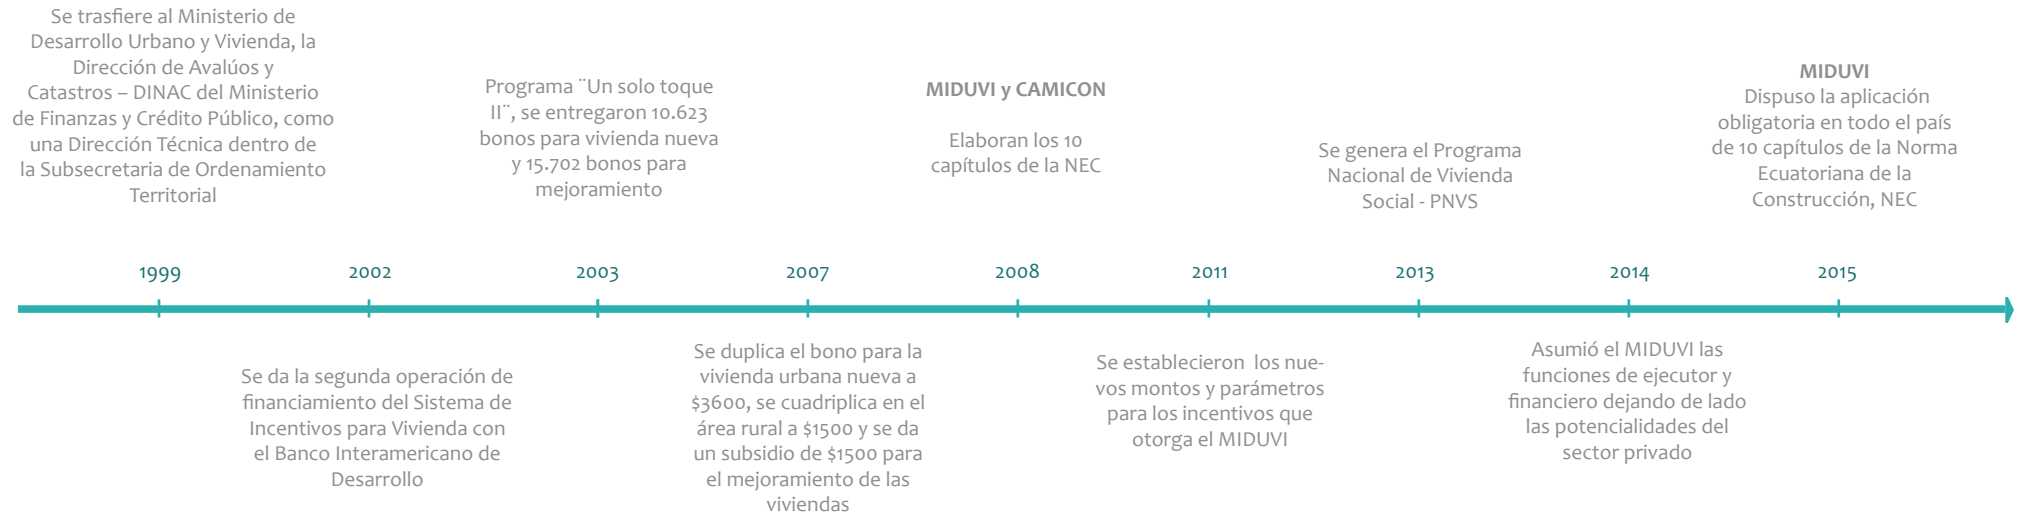 Se trasfiere al Ministerio de
Desarrollo Urbano y Vivienda, la
Dirección de Avalúos y
Catastros – DINAC del Ministerio
de Finanzas y Crédito Público, como
una Dirección Técnica dentro de
la Subsecretaria de Ordenamiento
Territorial
Programa ¨Un solo toque
II¨, se entregaron 10.623
bonos para vivienda nueva
y 15.702 bonos para
mejoramiento
MIDUVI y CAMICON
Elaboran los 10
capítulos de la NEC
Se genera el Programa
Nacional de Vivienda
Social - PNVS
MIDUVI
Dispuso la aplicación
obligatoria en todo el país
de 10 capítulos de la Norma
Ecuatoriana de la
Construcción, NEC
1999 2002 2003 2007 2008 2011 2013 2014 2015
Se da la segunda operación de
financiamiento del Sistema de
Incentivos para Vivienda con
el Banco Interamericano de
Desarrollo
Se duplica el bono para la
vivienda urbana nueva a
$3600, se cuadriplica en el
área rural a $1500 y se da
un subsidio de $1500 para
el mejoramiento de las
viviendas
Se establecieron los nue-
vos montos y parámetros
para los incentivos que
otorga el MIDUVI
Asumió el MIDUVI las
funciones de ejecutor y
financiero dejando de lado
las potencialidades del
sector privado